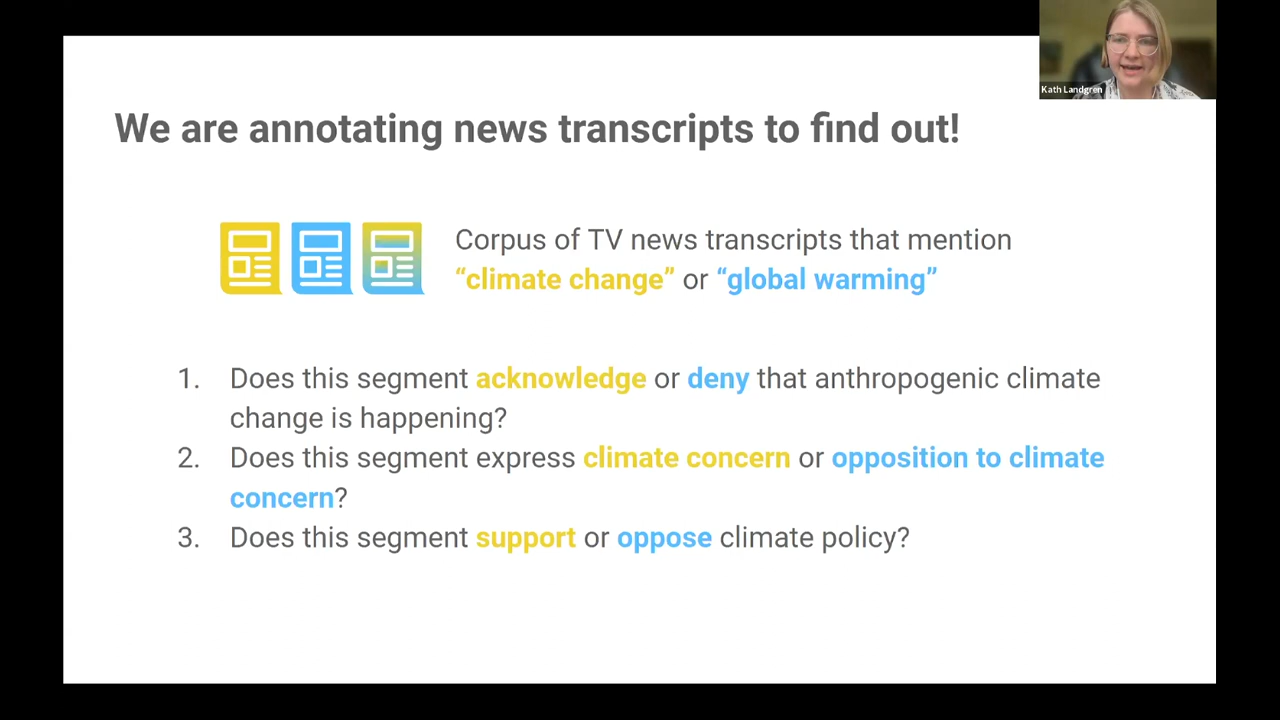 Kath Landgren
We are annotating news transcripts to find out!
Corpus of TV news transcripts that mention
“climate change” or “global warming”
1. Does this segment acknowledge or deny that anthropogenic climate
change is happening?
2. Does this segment express climate concern or opposition to climate
concern?
3. Does this segment support or oppose climate policy?